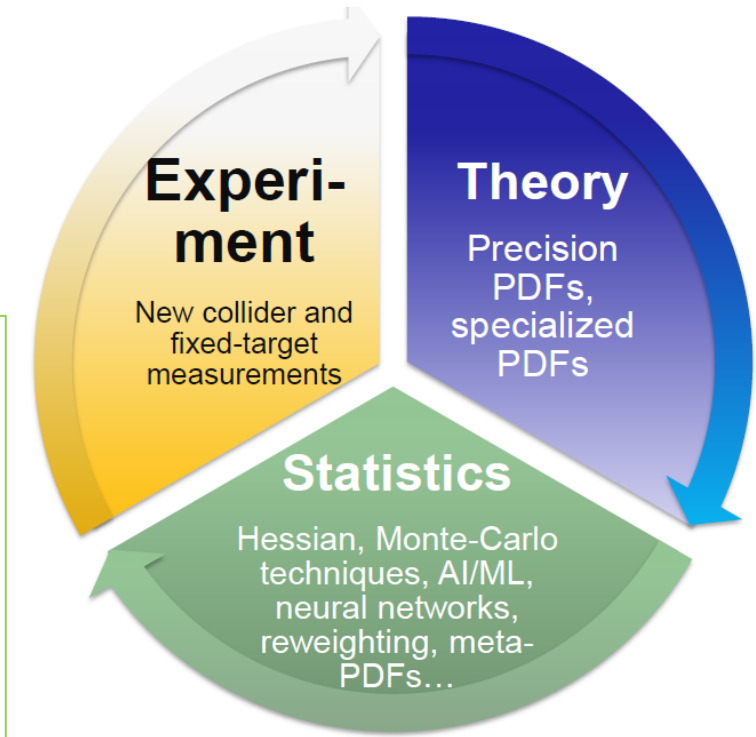 Experi-
ment
New collider and
fixed-target
measurements
Theory
Precision
PDFs,
specialized
PDFs
Statistics
Hessian, Monte-Carlo
techniques, AI/ML,
neural networks,
reweighting, meta-
PDFs…